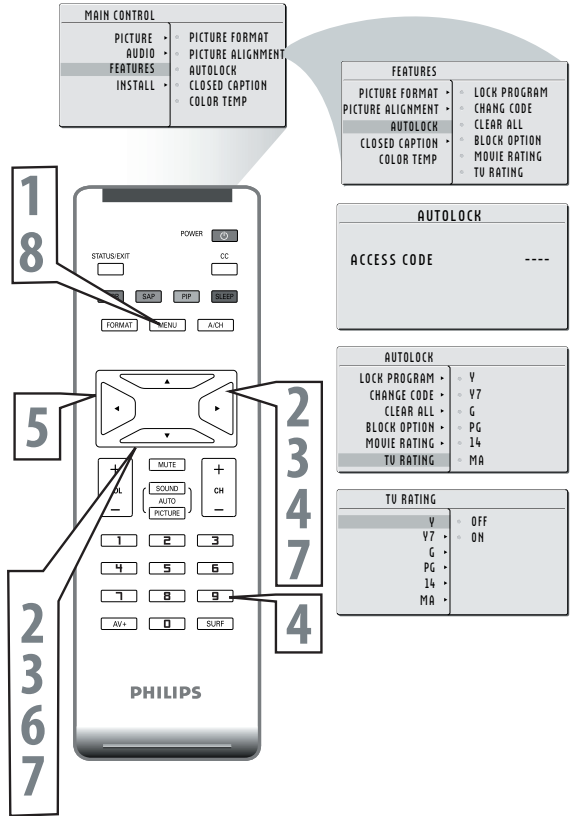 MAIN CONTROL
PICTURE
AUDIO
FEATURES
INSTALL
PICTURE FORMAT
PICTURE ALIGNMENT
AUTOLOCK
CLOSED CAPTION
COLOR TEMP
FEATURES
PICTURE FORMAT
PICTURE ALIGNMENT
AUTOLOCK
CLOSED CAPTION
COLOR TEMP
LOCK PROGRAM
CHANG CODE
CLEAR ALL
BLOCK OPTION
MOVIE RATING
TV RATING
AUTOLOCK
ACCESS CODE ----
AUTOLOCK
LOCK PROGRAM
CHANGE CODE
CLEAR ALL
BLOCK OPTION
MOVIE RATING
TV RATING
Y
Y7
G
PG
14
MA
TV RATING
Y
Y7
G
PG
14
MA
OFF
ON
1
8
POWER
STATUS/EXIT
CC
SAP
PIP
SLEEP
FORMAT
MENU
A/CH
5
2
3
4
7
MUTE
SOUND
AUTO
PICTURE
+
-
+
CH
-
1 2 3
4 5 6
7 8 9
AV+ 0 SURF
4
2
3
6
7
PHILIPS